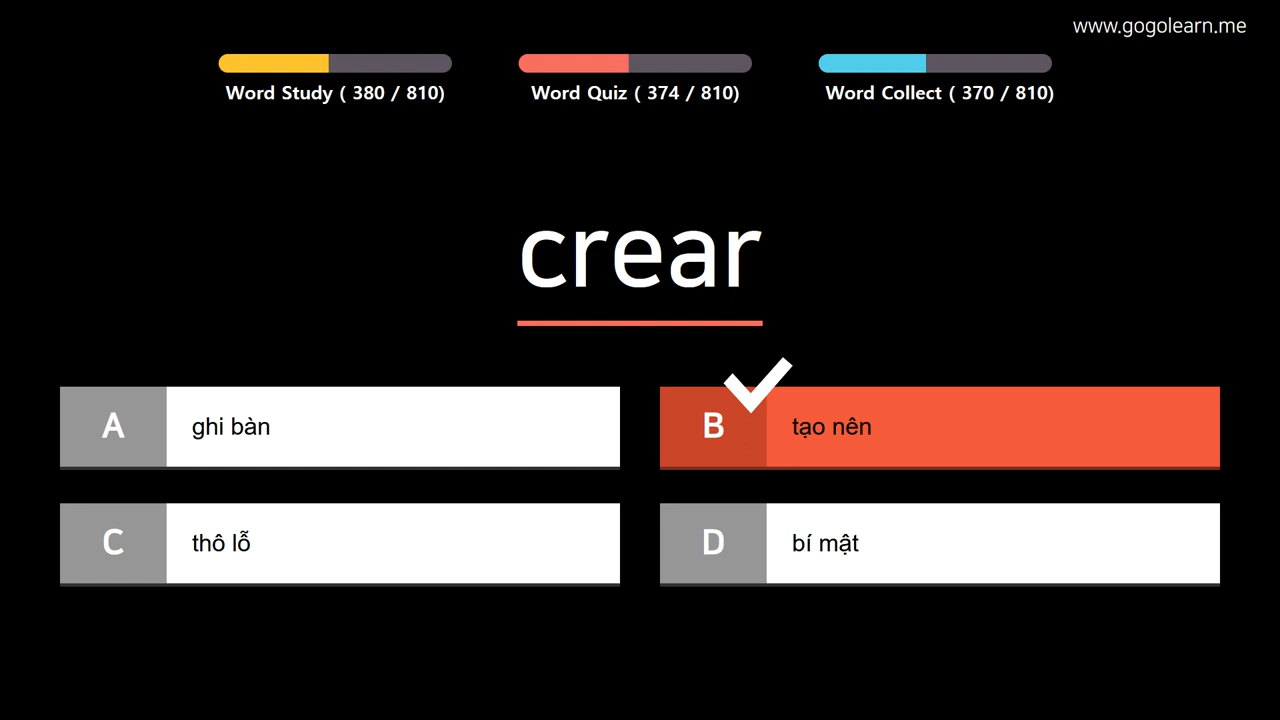 www.gogolearn.me
Word Study ( 380 / 810)
Word Quiz ( 374 / 810)
Word Collect ( 370 / 810)
crear
A ghi bàn
B tạo nên
C thô lỗ
D bí mật